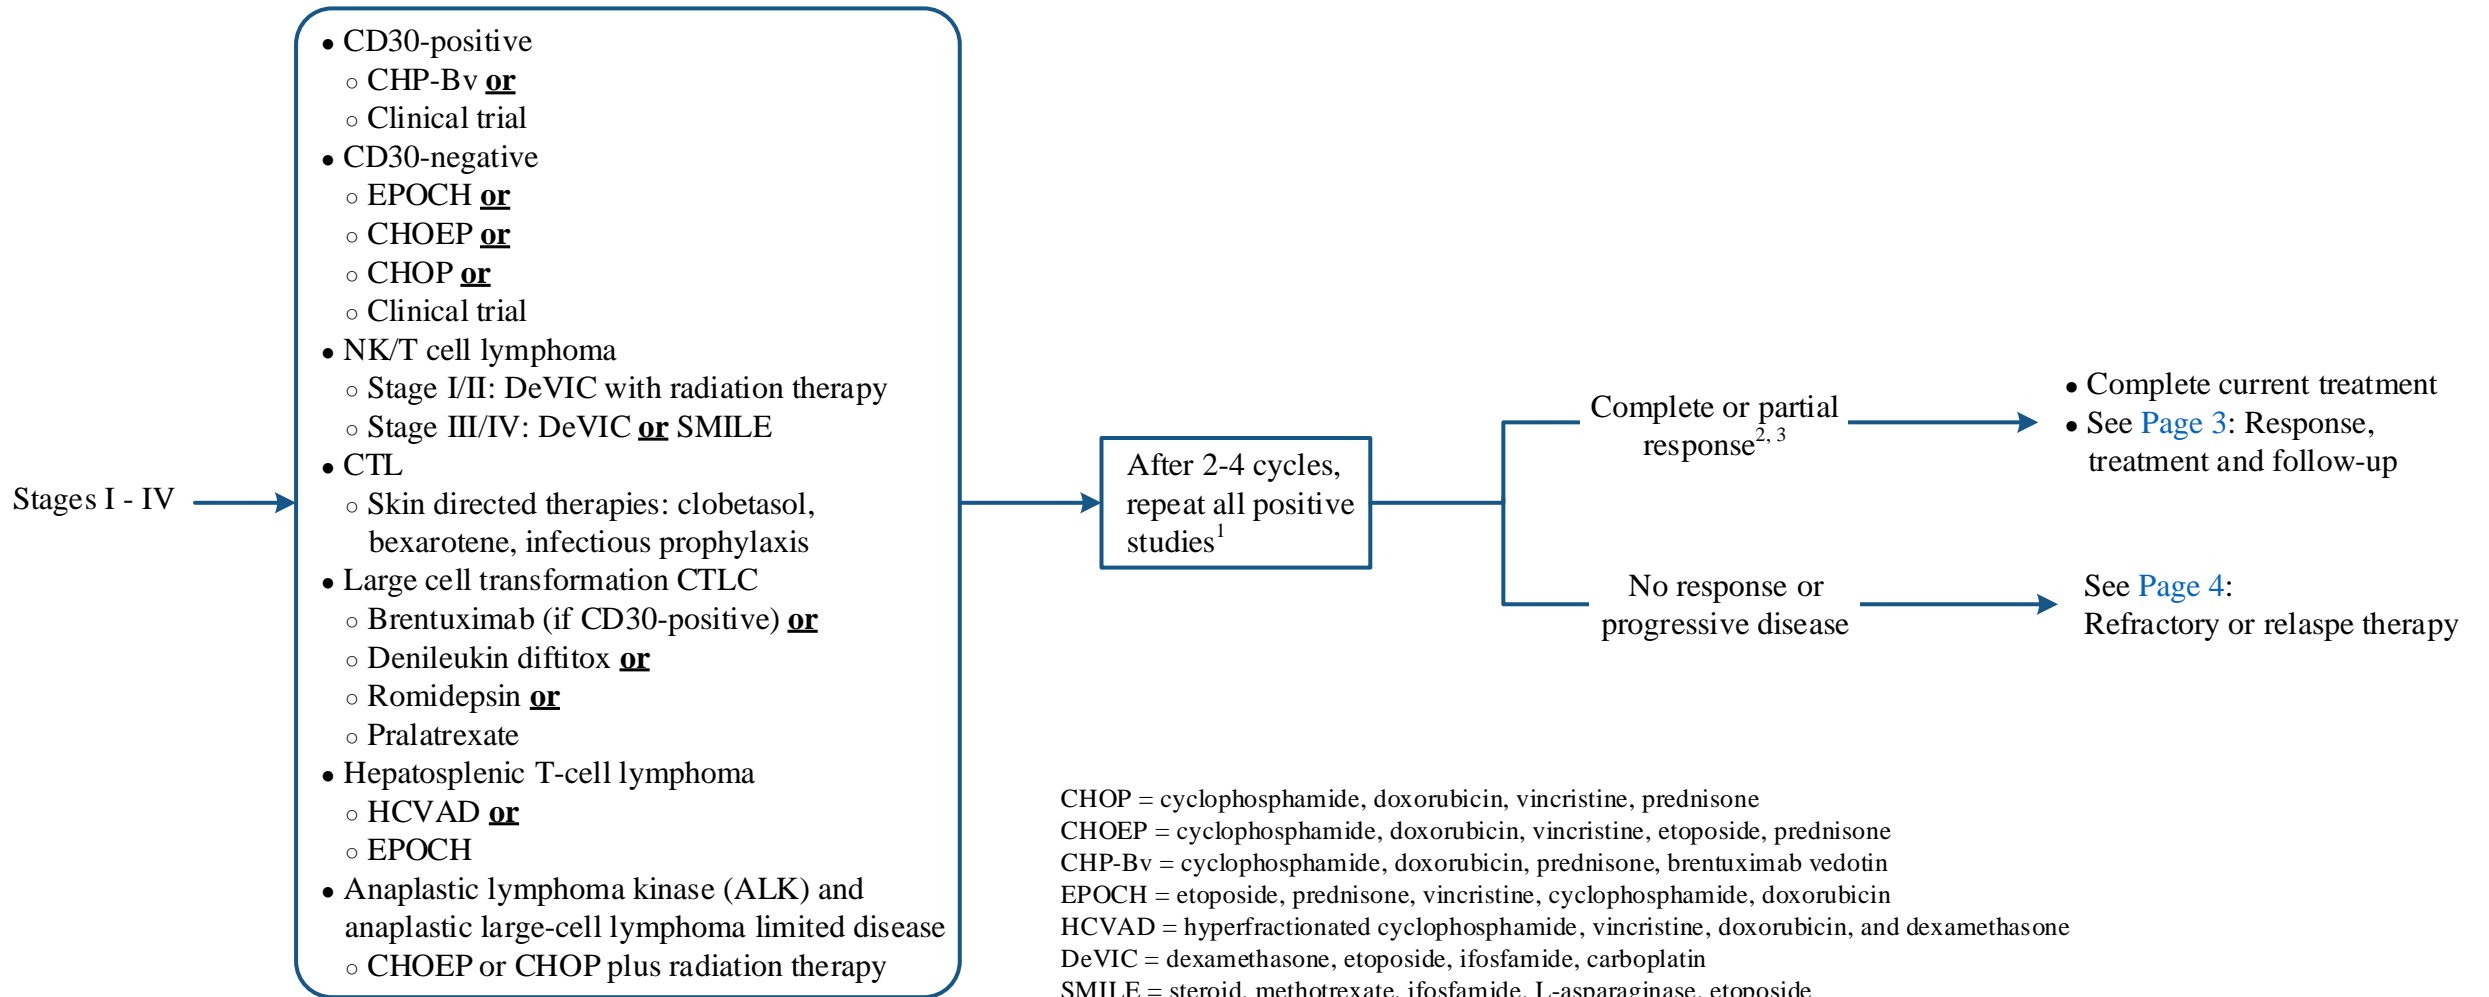 Stages I - IV
● CD30-positive
○ CHP-Bv or
○ Clinical trial
● CD30-negative
○ EPOCH or
○ CHOEP or
○ CHOP or
○ Clinical trial
● NK/T cell lymphoma
○ Stage I/II: DeVIC with radiation therapy
○ Stage III/IV: DeVIC or SMILE
● CTL
○ Skin directed therapies: clobetasol,
bexarotene, infectious prophylaxis
● Large cell transformation CTLC
○ Brentuximab (if CD30-positive) or
○ Denileukin diftitox or
○ Romidepsin or
○ Pralatrexate
● Hepatosplenic T-cell lymphoma
○ HCVAD or
○ EPOCH
● Anaplastic lymphoma kinase (ALK) and
anaplastic large-cell lymphoma limited disease
○ CHOEP or CHOP plus radiation therapy
After 2-4 cycles,
repeat all positive
studies1
Complete or partial
response2, 3
● Complete current treatment
● See Page 3: Response,
treatment and follow-up
No response or
progressive disease
See Page 4:
Refractory or relaspe therapy
CHOP = cyclophosphamide, doxorubicin, vincristine, prednisone
CHOEP = cyclophosphamide, doxorubicin, vincristine, etoposide, prednisone
CHP-Bv = cyclophosphamide, doxorubicin, prednisone, brentuximab vedotin
EPOCH = etoposide, prednisone, vincristine, cyclophosphamide, doxorubicin
HCVAD = hyperfractionated cyclophosphamide, vincristine, doxorubicin, and dexamethasone
DeVIC = dexamethasone, etoposide, ifosfamide, carboplatin
SMILE = steroid, methotrexate, ifosfamide, L-asparaginase, etoposide